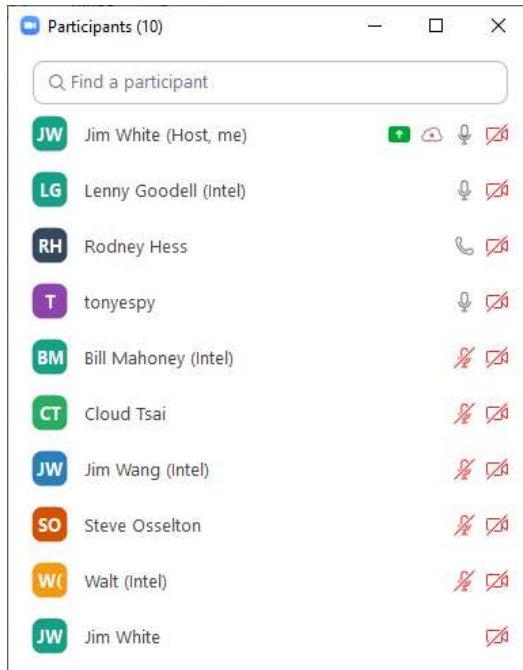 Participants (10)
Find a participant
JW Jim White (Host, me)
LG Lenny Goodell (Intel)
RH Rodney Hess
T tonyespy
BM Bill Mahoney (Intel)
CT Cloud Tsai
JW Jim Wang (Intel)
SO Steve Osselton
W( Walt (Intel)
JW Jim White